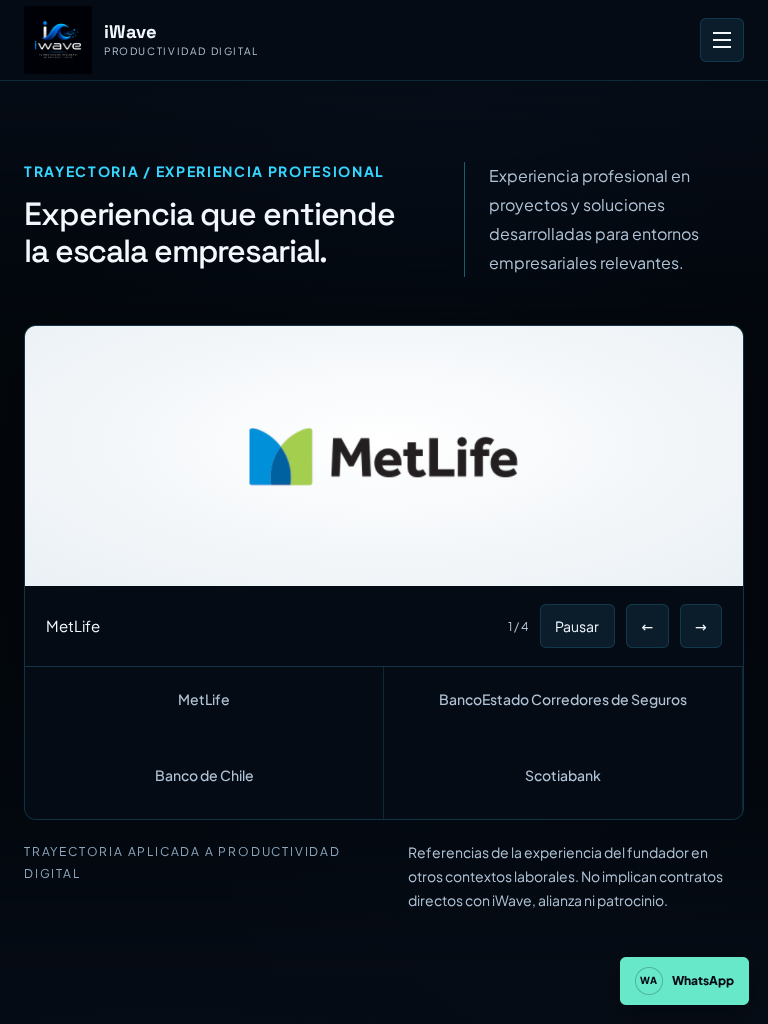 iwave
iWave
PRODUCTIVIDAD DIGITAL
TRAYECTORIA / EXPERIENCIA PROFESIONAL
Experiencia que entiende
la escala empresarial.
Experiencia profesional en
proyectos y soluciones
desarrolladas para entornos
empresariales relevantes.
MetLife
MetLife
1 / 4
Pausar
←
→
MetLife
BancoEstado Corredores de Seguros
Banco de Chile
Scotiabank
TRAYECTORIA APLICADA A PRODUCTIVIDAD
DIGITAL
Referencias de la experiencia del fundador en
otros contextos laborales. No implican contratos
directos con iWave, alianza ni patrocinio.
WA WhatsApp